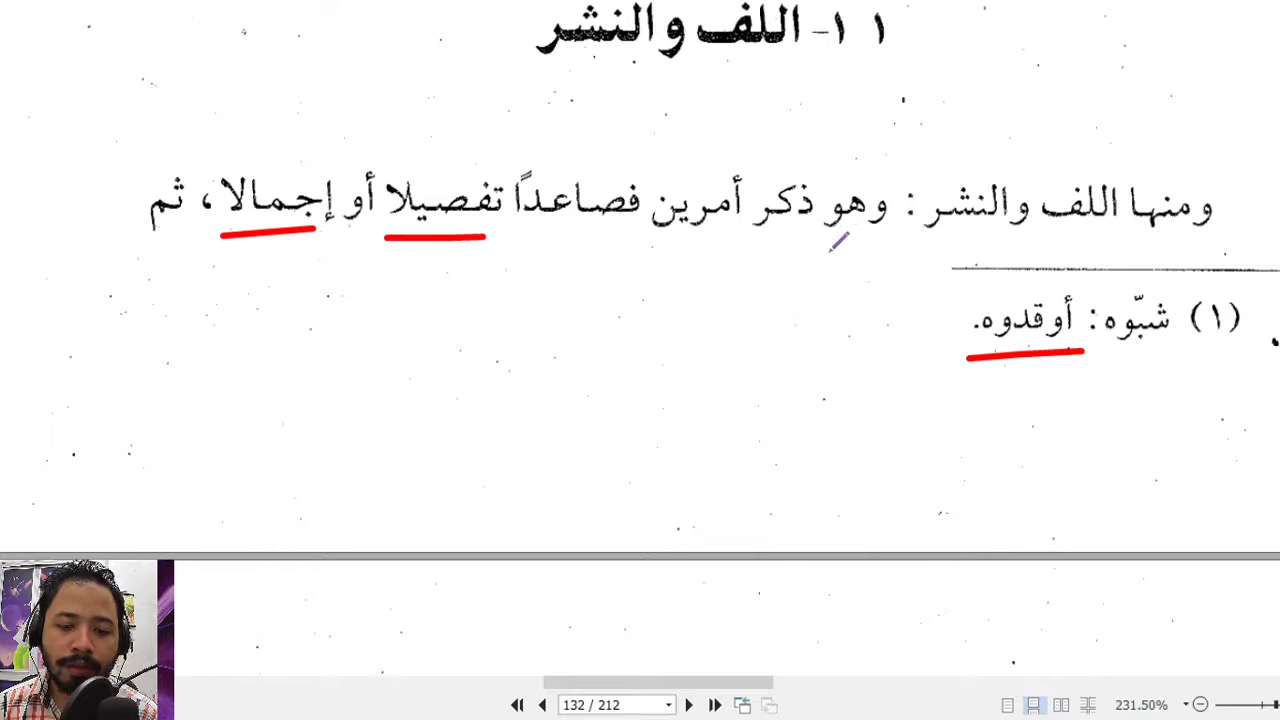 ١١- اللف والنشر
ومنها اللف والنشر : وهو ذكر أمرين فصاعداً تفصيلا أو إجمالا ، ثم
(١) شبّوه : أوقدوه.
132 / 212
231.50%